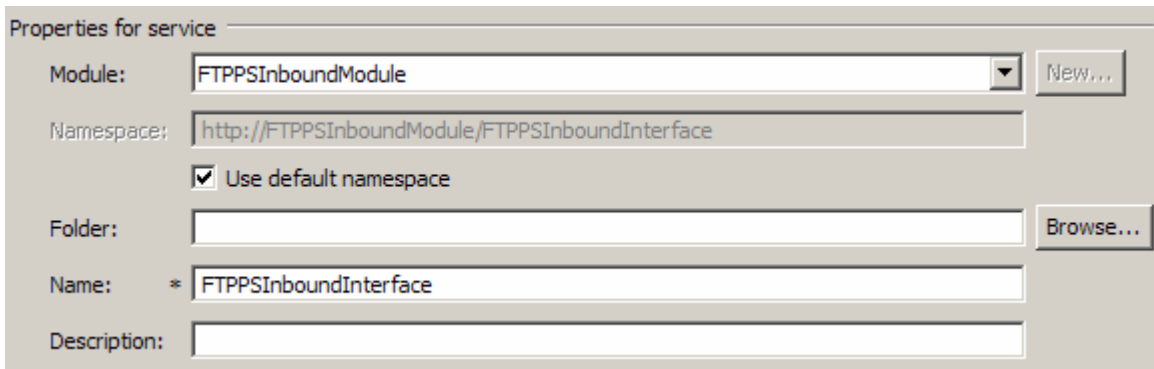 Properties for service
Module: FTPPSInboundModule New...
Namespace: http://FTPPSInboundModule/FTPPSInboundInterface
Use default namespace
Folder: Browse...
Name: * FTPPSInboundInterface
Description: